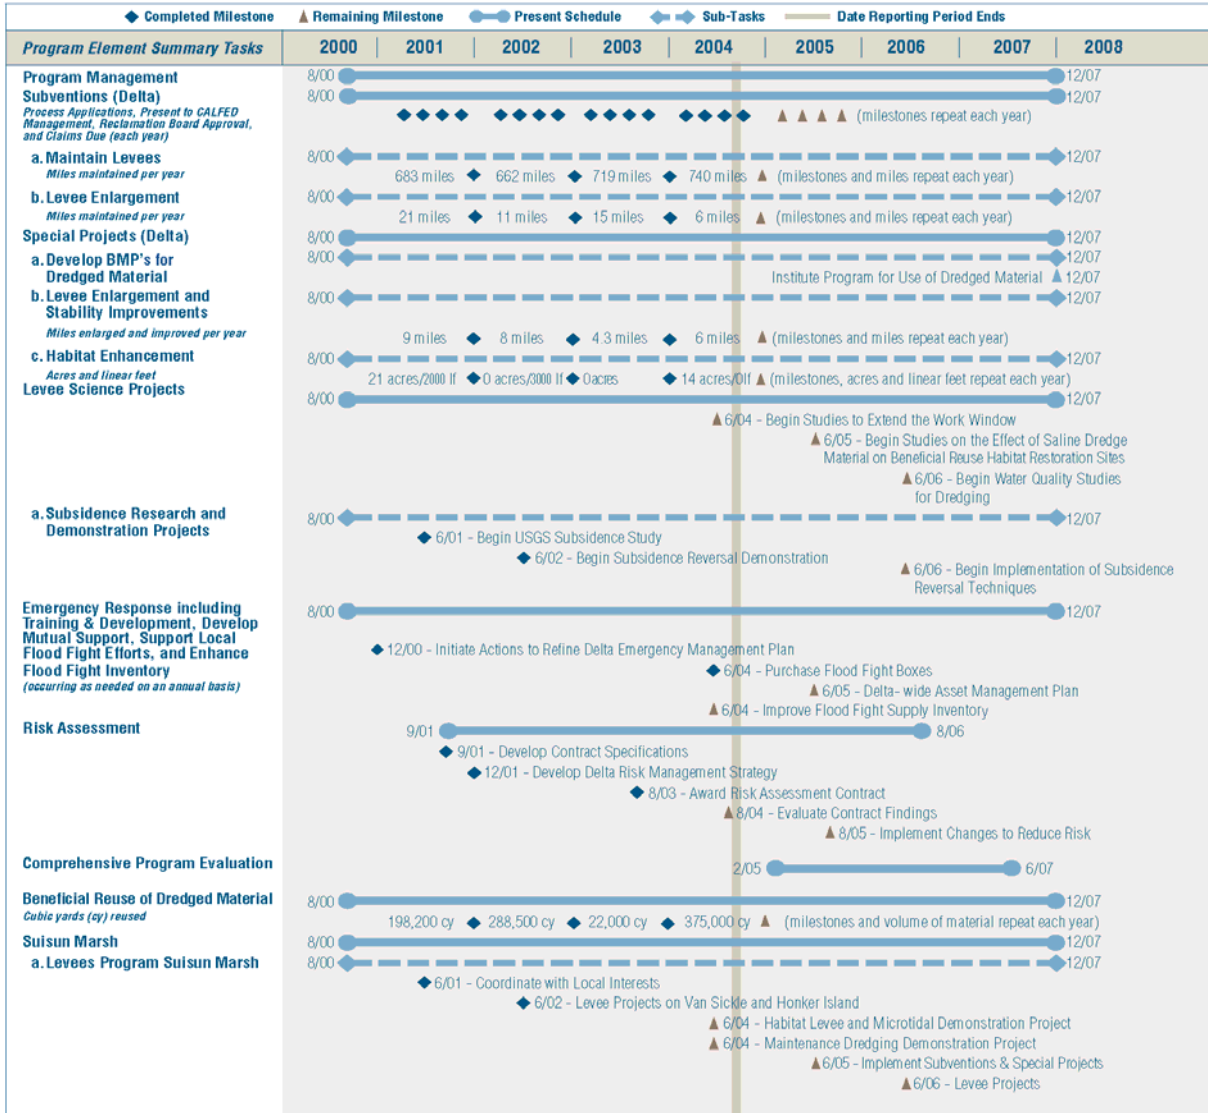 Completed Milestone Remaining Milestone Present Schedule Sub-Tasks Date Reporting Period Ends
Program Element Summary Tasks 2000 2001 2002 2003 2004 2005 2006 2007 2008
Program Management 8/00 12/07
Subventions (Delta) 8/00 12/07
Process Applications, Present to CALFED
Management, Reclamation Board Approval,
and Claims Due (each year)
(milestones repeat each year)
a. Maintain Levees 8/00 12/07
Miles maintained per year 683 miles 662 miles 719 miles 740 miles (milestones and miles repeat each year)
b. Levee Enlargement 8/00 12/07
Miles maintained per year 21 miles 11 miles 15 miles 6 miles (milestones and miles repeat each year)
Special Projects (Delta) 8/00 12/07
a. Develop BMP's for
Dredged Material
8/00 12/07
Institute Program for Use of Dredged Material 12/07
b. Levee Enlargement and
Stability Improvements
8/00 12/07
Miles enlarged and improved per year 9 miles 8 miles 4.3 miles 6 miles (milestones and miles repeat each year)
c. Habitat Enhancement 8/00 12/07
Acres and linear feet 21 acres/2000 lf 0 acres/3000 lf 0acres 14 acres/0lf (milestones, acres and linear feet repeat each year)
Levee Science Projects 8/00 12/07
6/04 - Begin Studies to Extend the Work Window
6/05 - Begin Studies on the Effect of Saline Dredge
Material on Beneficial Reuse Habitat Restoration Sites
6/06 - Begin Water Quality Studies
for Dredging
a. Subsidence Research and
Demonstration Projects
8/00 12/07
6/01 - Begin USGS Subsidence Study
6/02 - Begin Subsidence Reversal Demonstration
6/06 - Begin Implementation of Subsidence
Reversal Techniques
Emergency Response including
Training & Development, Develop
Mutual Support, Support Local
Flood Fight Efforts, and Enhance
Flood Fight Inventory
(occurring as needed on an annual basis)
8/00 12/07
12/00 - Initiate Actions to Refine Delta Emergency Management Plan
6/04 - Purchase Flood Fight Boxes
6/05 - Delta- wide Asset Management Plan
6/04 - Improve Flood Fight Supply Inventory
Risk Assessment 9/01 8/06
9/01 - Develop Contract Specifications
12/01 - Develop Delta Risk Management Strategy
8/03 - Award Risk Assessment Contract
8/04 - Evaluate Contract Findings
8/05 - Implement Changes to Reduce Risk
Comprehensive Program Evaluation 2/05 6/07
Beneficial Reuse of Dredged Material 8/00 12/07
Cubic yards (cy) reused 198,200 cy 288,500 cy 22,000 cy 375,000 cy (milestones and volume of material repeat each year)
Suisun Marsh 8/00 12/07
a. Levees Program Suisun Marsh 8/00 12/07
6/01 - Coordinate with Local Interests
6/02 - Levee Projects on Van Sickle and Honker Island
6/04 - Habitat Levee and Microtidal Demonstration Project
6/04 - Maintenance Dredging Demonstration Project
6/05 - Implement Subventions & Special Projects
6/06 - Levee Projects